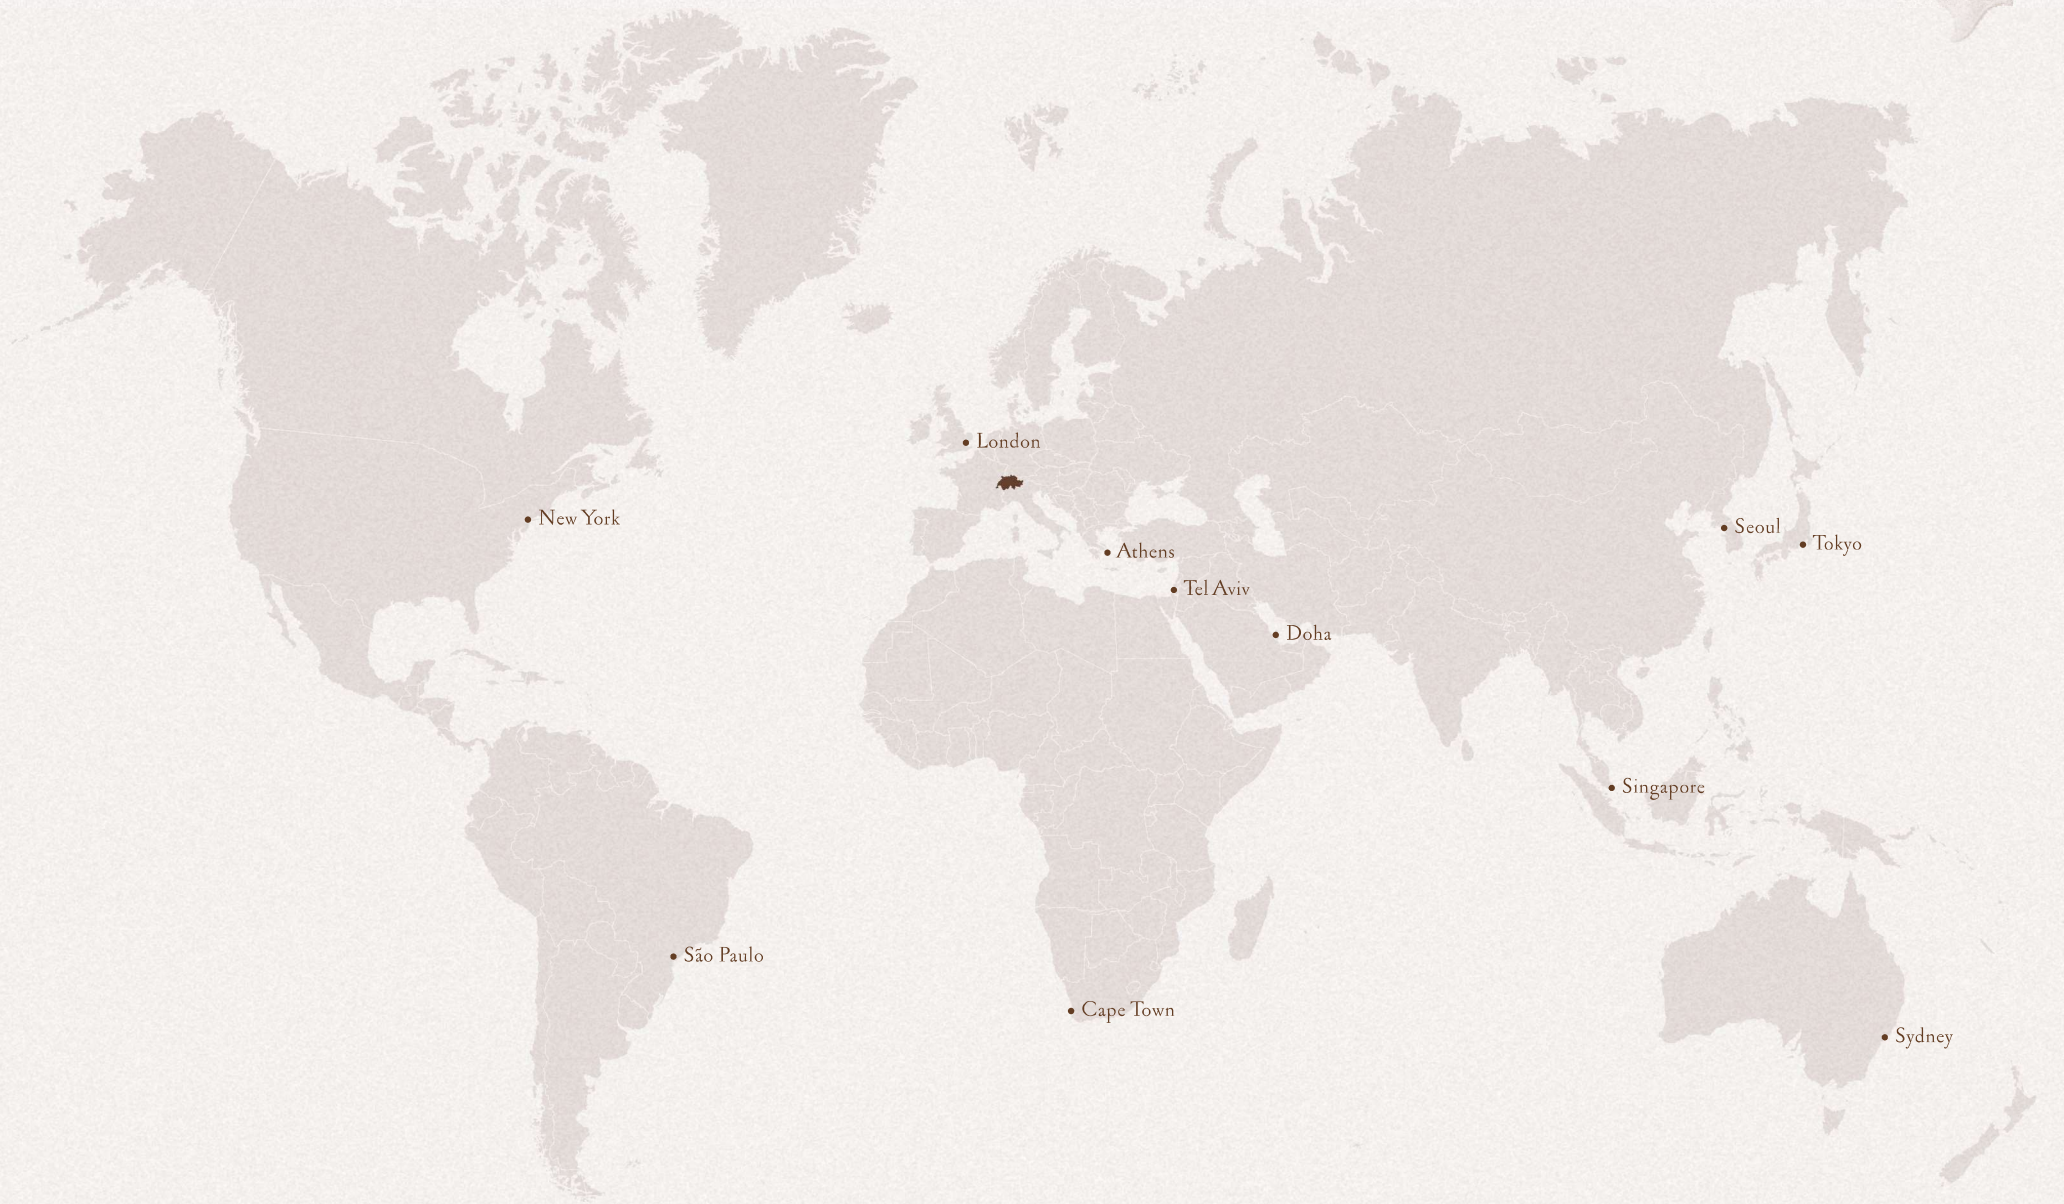 London
New York
Seoul
Tokyo
Athens
Tel Aviv
Doha
Singapore
São Paulo
Cape Town
Sydney